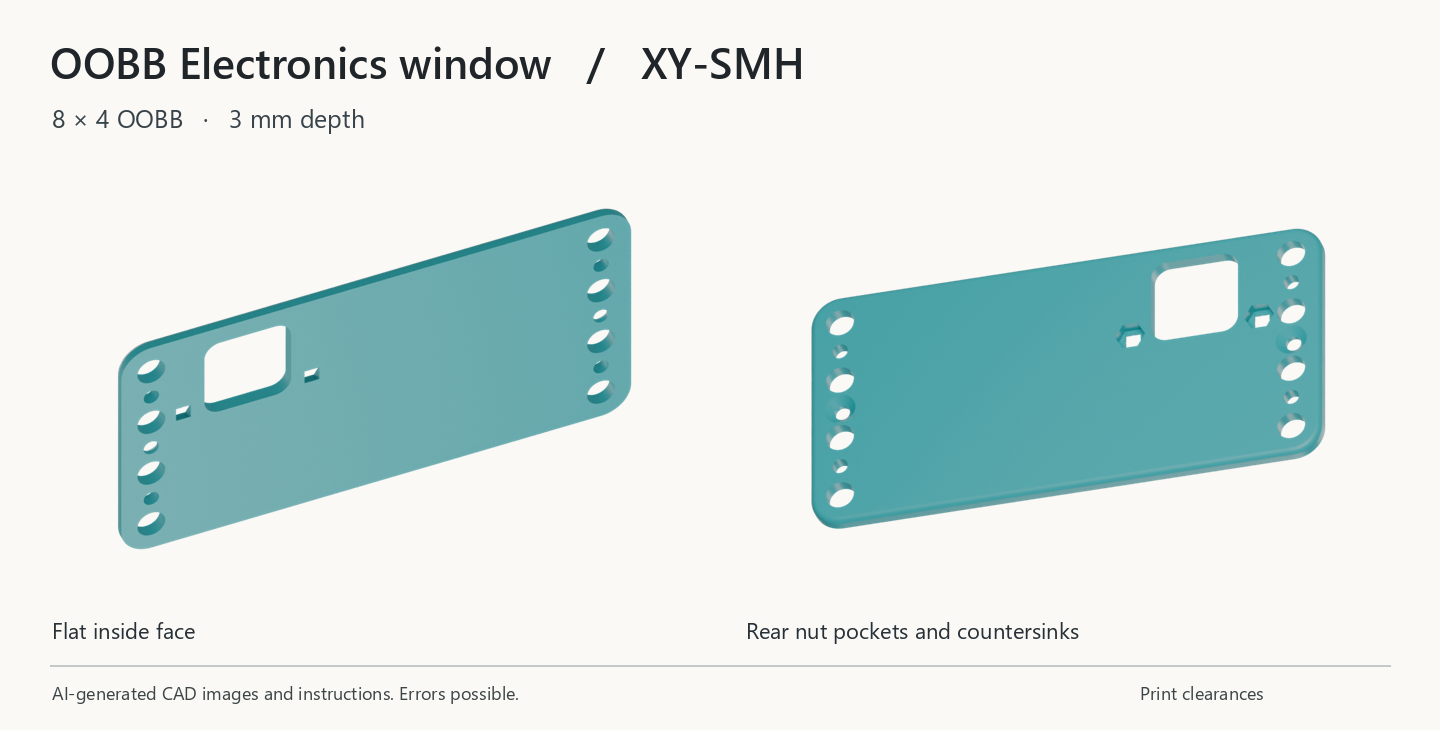 OOBB Electronics window / XY-SMH
8 × 4 OOBB · 3 mm depth
Flat inside face
Rear nut pockets and countersinks
AI-generated CAD images and instructions. Errors possible.
Print clearances